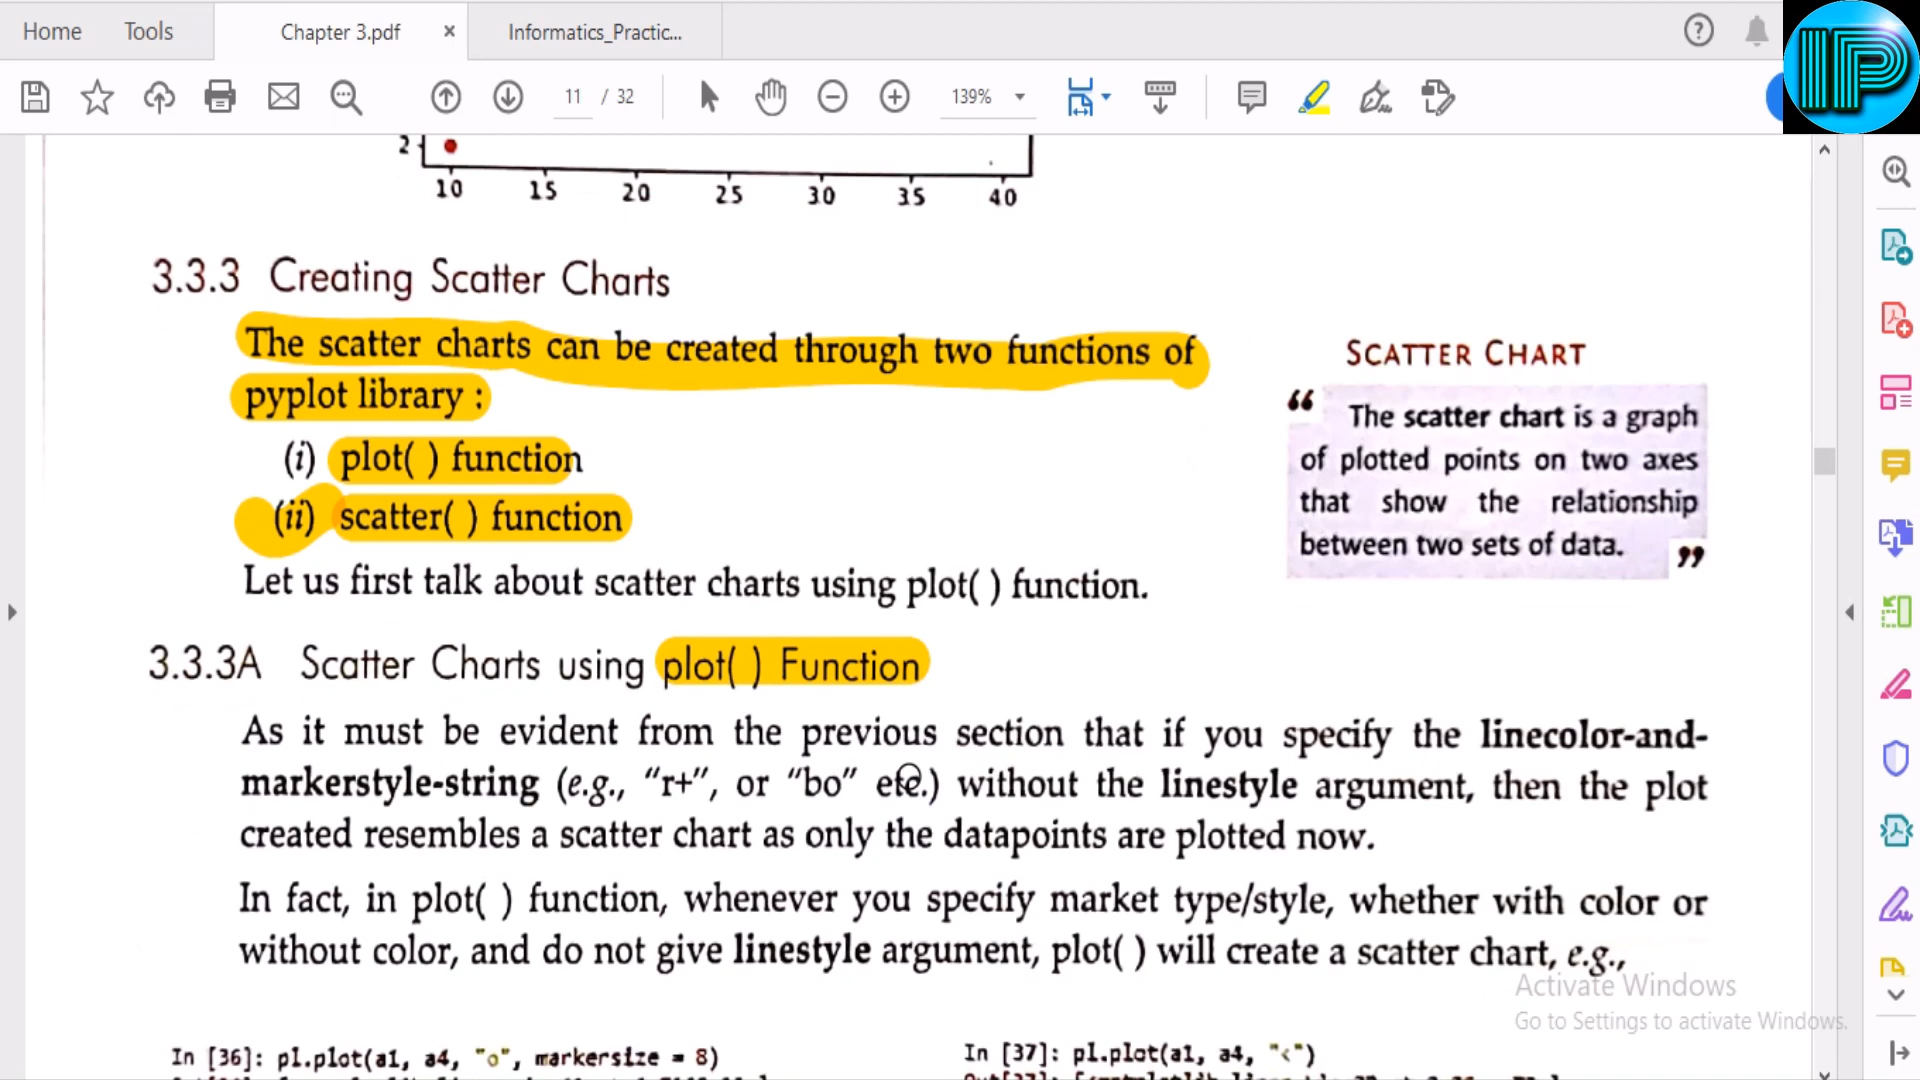 Home Tools Chapter 3.pdf × Informatics_Practic...
11 / 32 139%
IP
2
10 15 20 25 30 35 40
3.3.3 Creating Scatter Charts
The scatter charts can be created through two functions of
pyplot library :
(i) plot( ) function
(ii) scatter( ) function
Let us first talk about scatter charts using plot( ) function.
SCATTER CHART
“ The scatter chart is a graph
of plotted points on two axes
that show the relationship
between two sets of data. ”
3.3.3A Scatter Charts using plot( ) Function
As it must be evident from the previous section that if you specify the linecolor-and-
markerstyle-string (e.g., “r+”, or “bo” etc.) without the linestyle argument, then the plot
created resembles a scatter chart as only the datapoints are plotted now.
In fact, in plot( ) function, whenever you specify market type/style, whether with color or
without color, and do not give linestyle argument, plot( ) will create a scatter chart, e.g.,
Activate Windows
Go to Settings to activate Windows.
In [36]: pl.plot(a1, a4, "o", markersize = 8)
In [37]: pl.plot(a1, a4, "<")